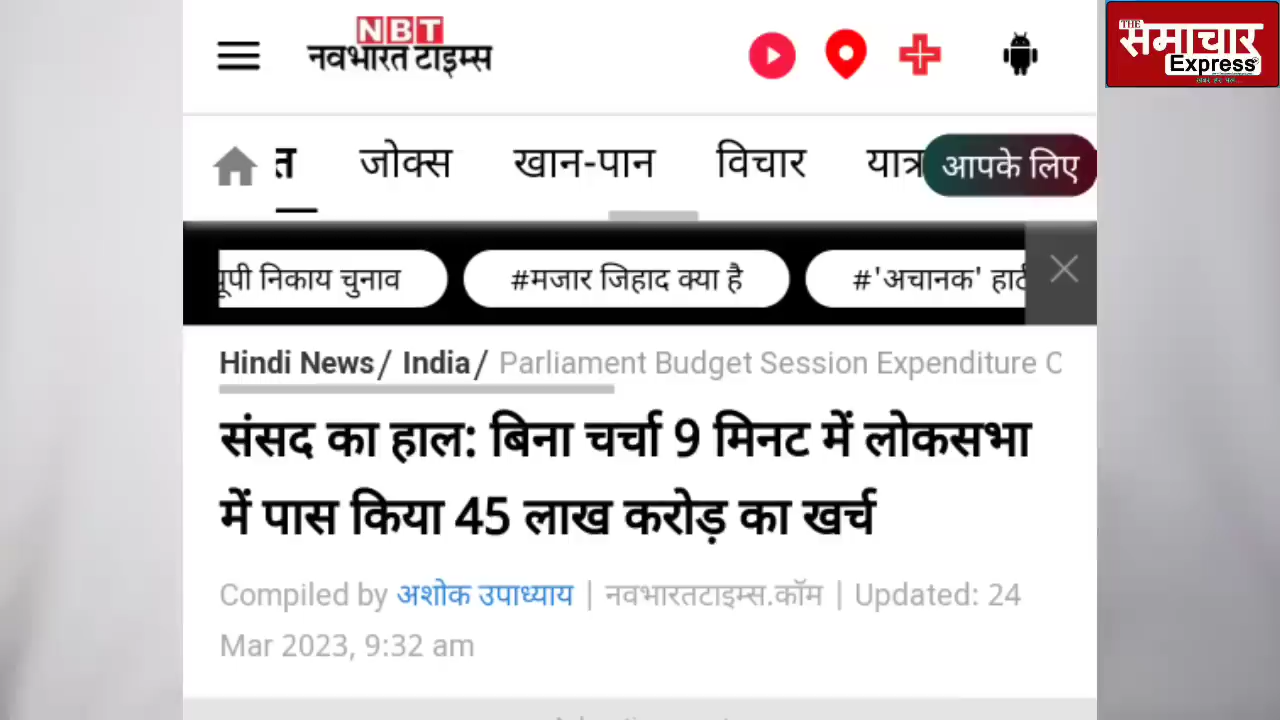 NBT
नवभारत टाइम्स
THE
समाचार
Express
त जोक्स खान-पान विचार यात्र आपके लिए
यूपी निकाय चुनाव #मजार जिहाद क्या है #'अचानक' हार्ट
Hindi News/ India/ Parliament Budget Session Expenditure C
संसद का हाल: बिना चर्चा 9 मिनट में लोकसभा
में पास किया 45 लाख करोड़ का खर्च
Compiled by अशोक उपाध्याय | नवभारतटाइम्स.कॉम | Updated: 24
Mar 2023, 9:32 am